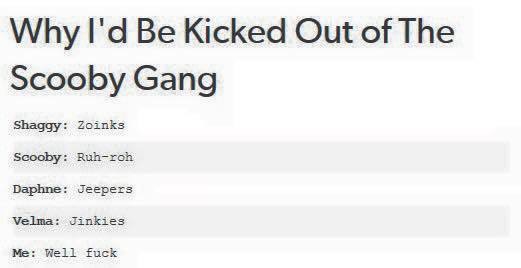 Why I'd Be Kicked Out of The
Scooby Gang
Shaggy: Zoinks
Scooby: Ruh-roh
Daphne: Jeepers
Velma: Jinkies
Me: Well fuck